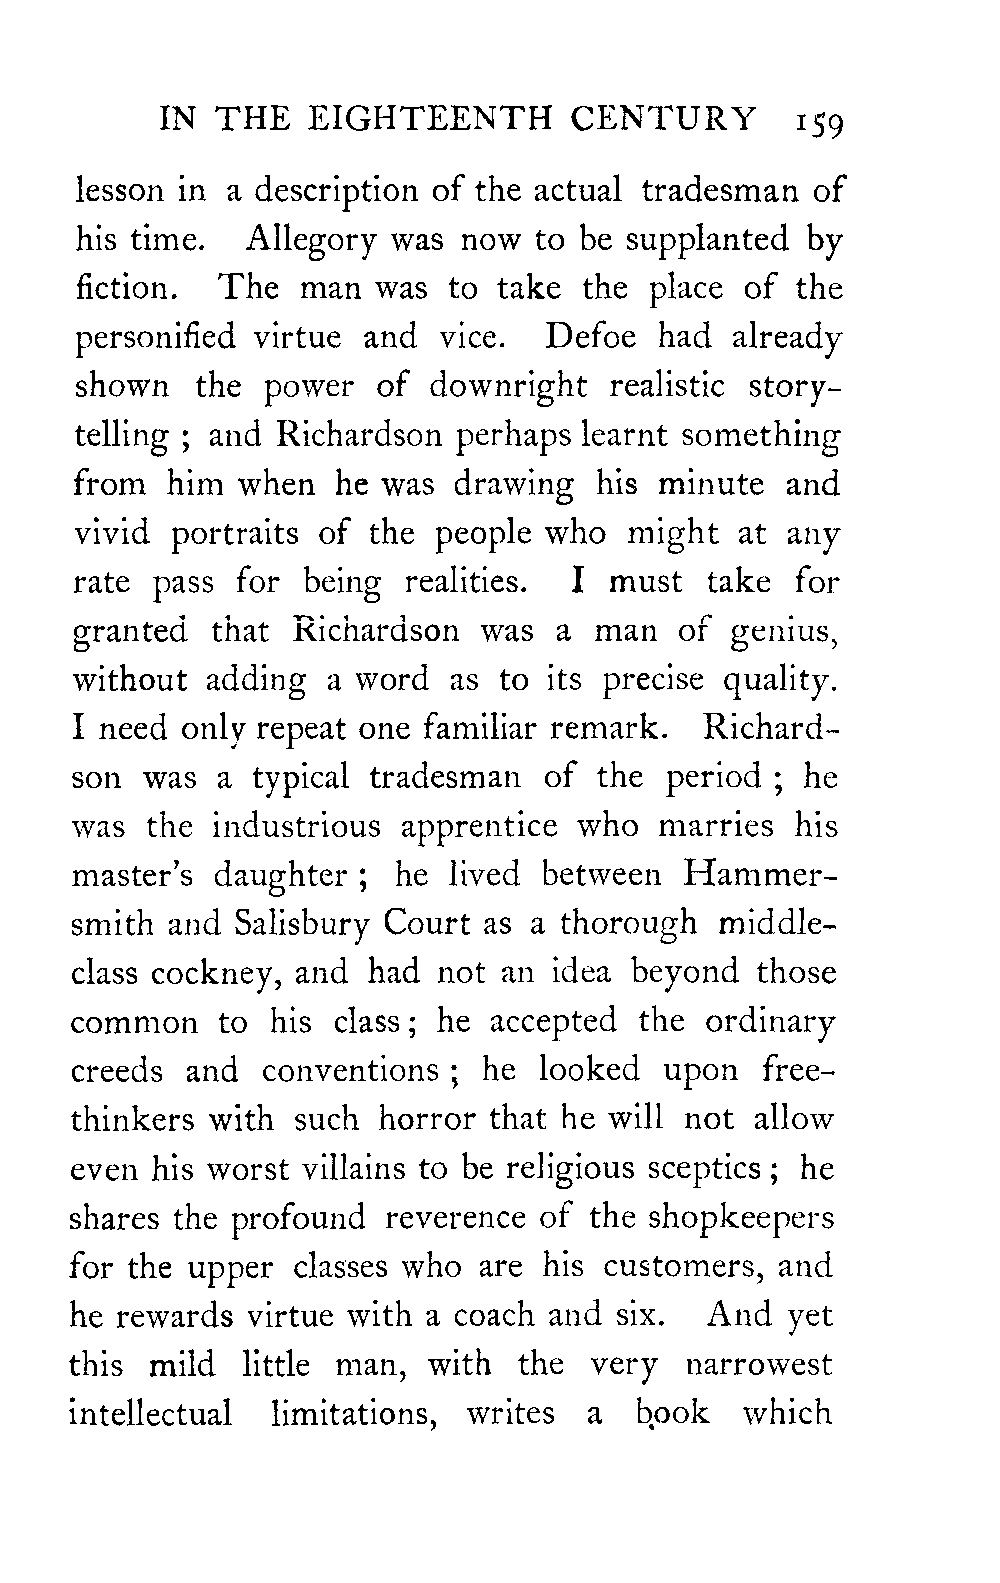 IN THE EIGHTEENTH CENTURY 159
lesson in a description of the actual tradesman of
his time. Allegory was now to be supplanted by
fiction. The man was to take the place of the
personified virtue and vice. Defoe had already
shown the power of downright realistic story-
telling ; and Richardson perhaps learnt something
from him when he was drawing his minute and
vivid portraits of the people who might at any
rate pass for being realities. I must take for
granted that Richardson was a man of genius,
without adding a word as to its precise quality.
I need only repeat one familiar remark. Richard-
son was a typical tradesman of the period ; he
was the industrious apprentice who marries his
master's daughter ; he lived between Hammer-
smith and Salisbury Court as a thorough middle-
class cockney, and had not an idea beyond those
common to his class ; he accepted the ordinary
creeds and conventions ; he looked upon free-
thinkers with such horror that he will not allow
even his worst villains to be religious sceptics ; he
shares the profound reverence of the shopkeepers
for the upper classes who are his customers, and
he rewards virtue with a coach and six. And yet
this mild little man, with the very narrowest
intellectual limitations, writes a book which